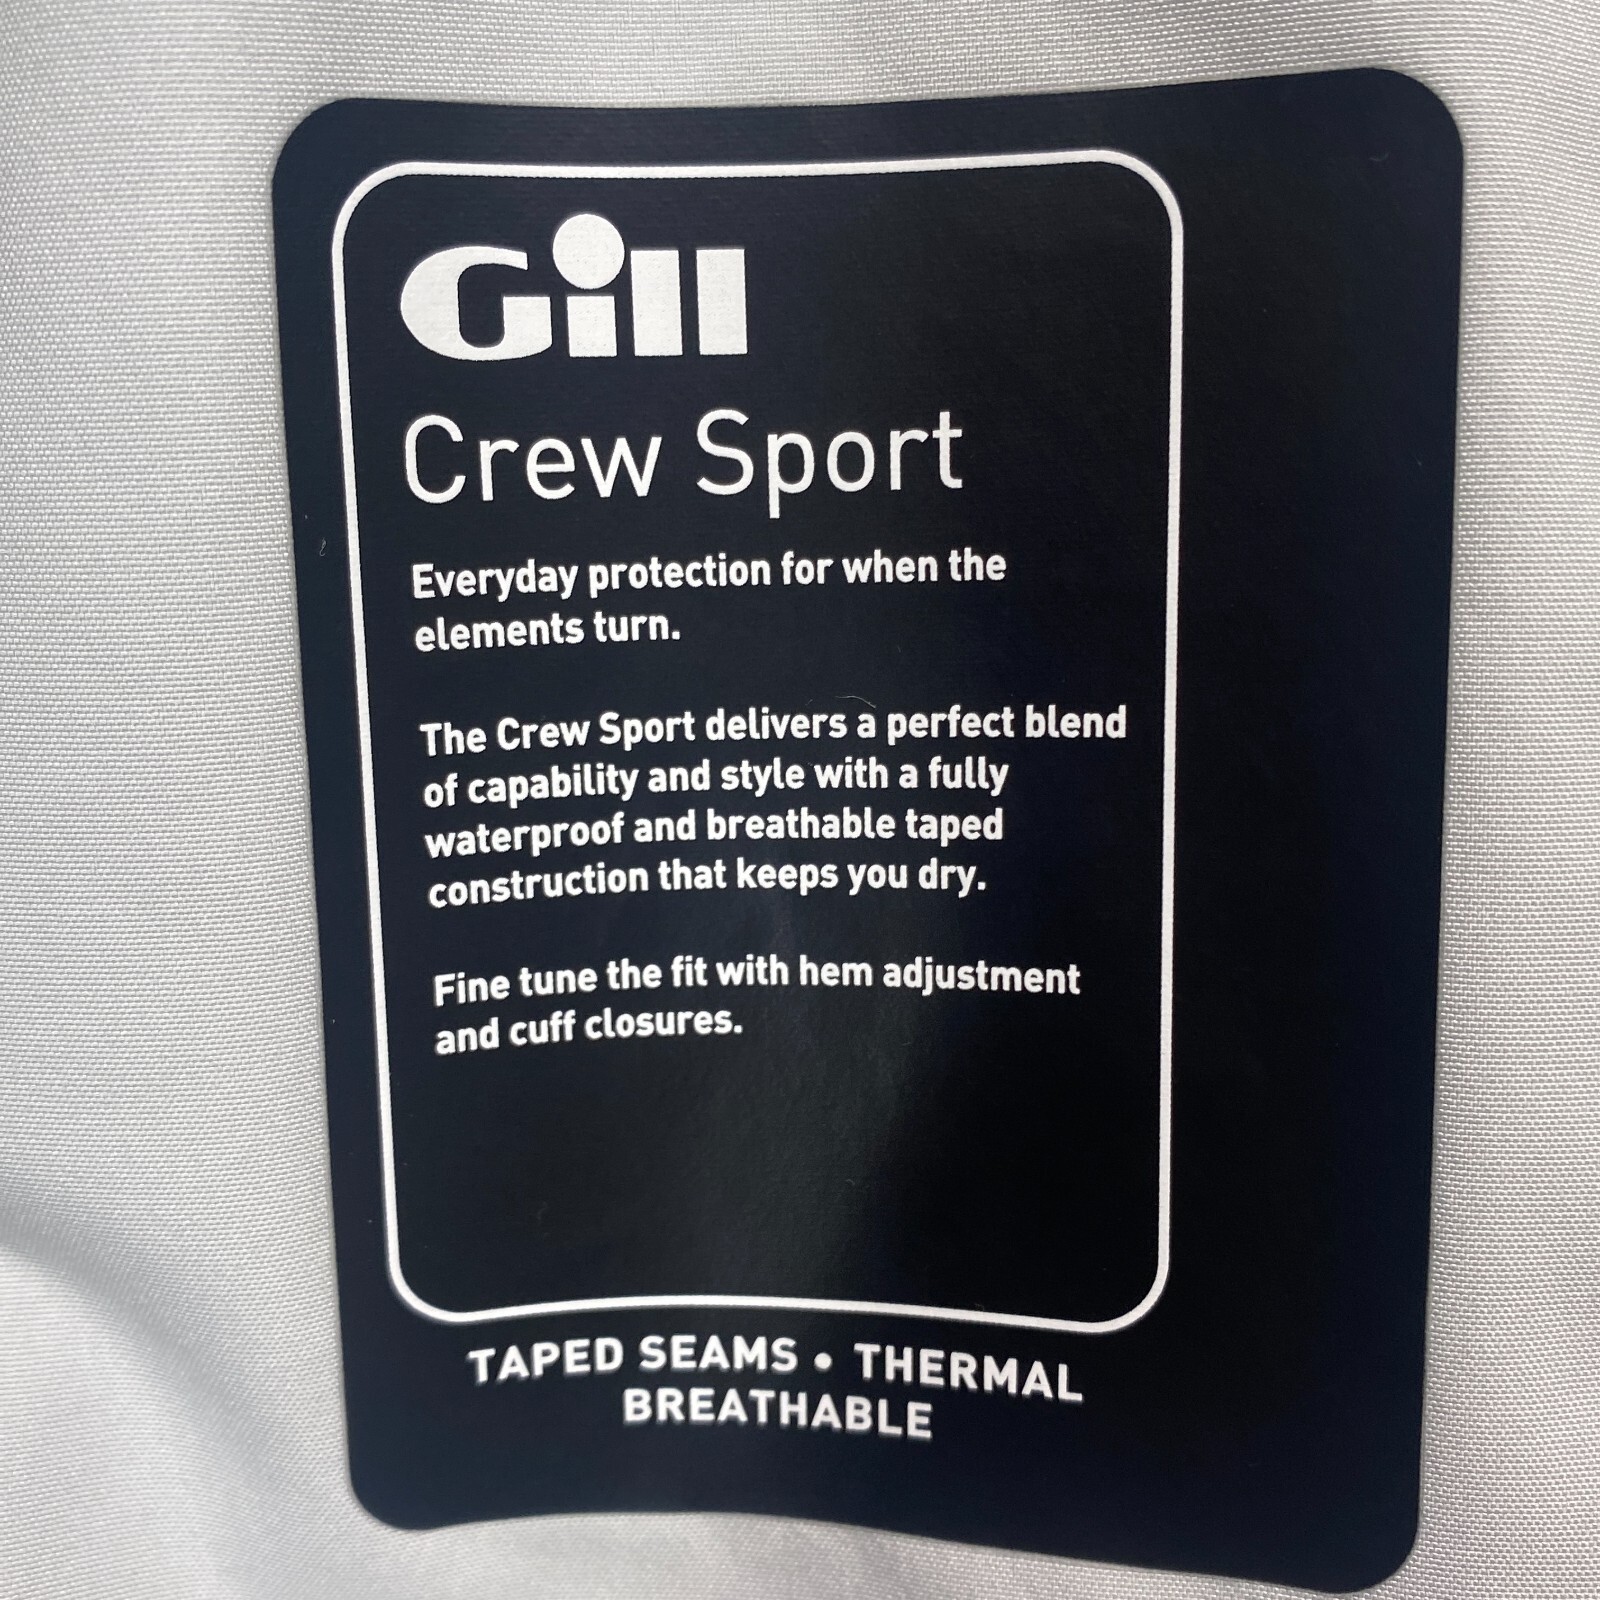 Gill
Crew Sport
Everyday protection for when the
elements turn.
The Crew Sport delivers a perfect blend
of capability and style with a fully
waterproof and breathable taped
construction that keeps you dry.
Fine tune the fit with hem adjustment
and cuff closures.
TAPED SEAMS • THERMAL
BREATHABLE